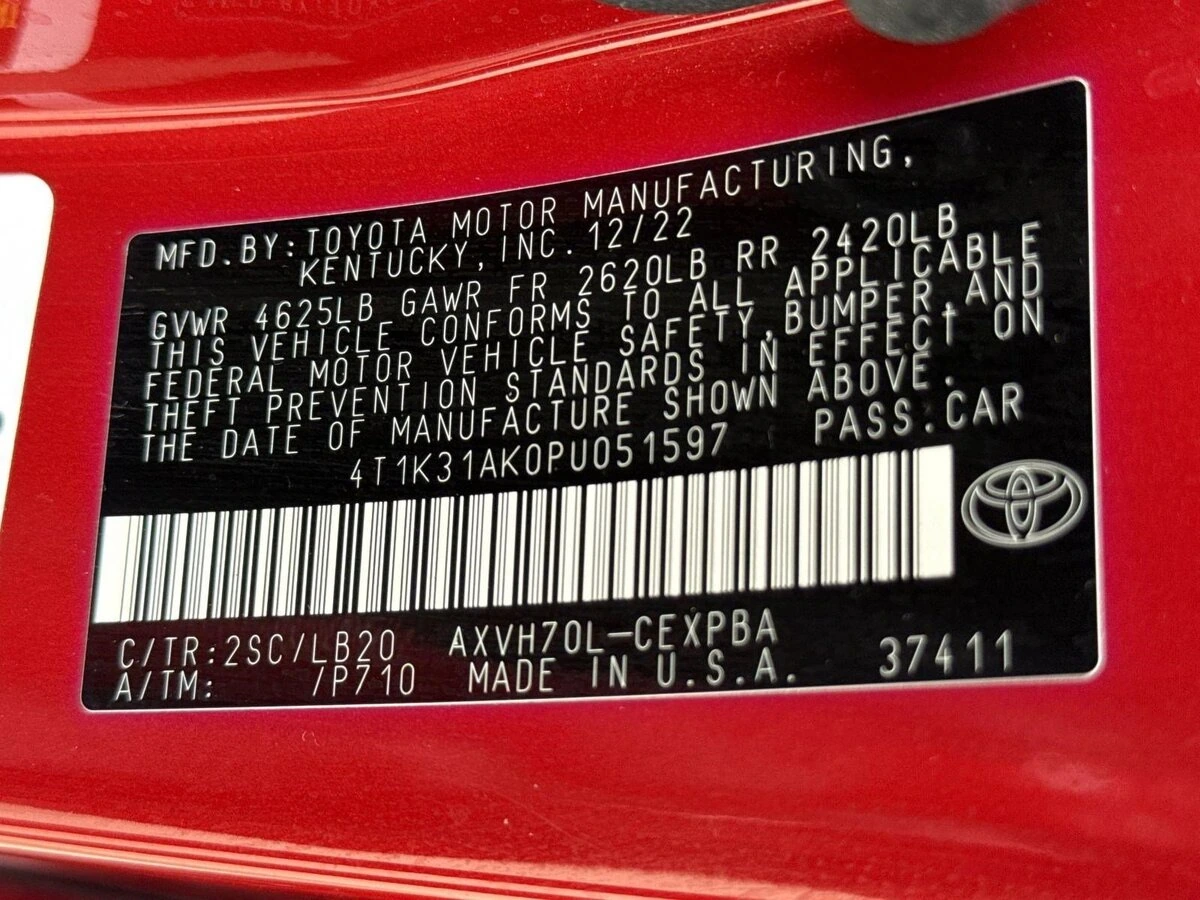 MFD.BY:TOYOTA MOTOR MANUFACTURING,
KENTUCKY, INC. 12/22
GVWR 4625LB GAWR FR 2620LB RR 2420LB
THIS VEHICLE CONFORMS TO ALL APPLICABLE
FEDERAL MOTOR VEHICLE SAFETY,BUMPER,AND
THEFT PREVENTION STANDARDS IN EFFECT ON
THE DATE OF MANUFACTURE SHOWN ABOVE.
4T1K31AK0PU051597 PASS.CAR
C/TR:2SC/LB20 AXVH70L-CEXPBA 37411
A/TM: /P710 MADE IN U.S.A.